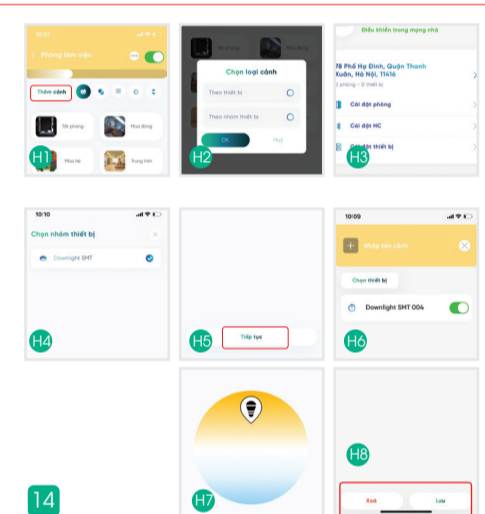 10:07
Phòng làm việc
Thêm cảnh
Tắt phòng
Mùa đông
Mùa hè
Trung tính
H1
Chọn loại cảnh
Theo thiết bị
Theo nhóm thiết bị
OK
Huỷ
H2
Điều khiển trong mạng nhà
78 Phố Hạ Đình, Quận Thanh
Xuân, Hà Nội, 11416
Cài đặt phòng
Cài đặt HC
Cài đặt thiết bị
H3
10:10
Chọn nhóm thiết bị
Downlight SMT
H4
Tiếp tục
H5
10:09
Nhập tên cảnh
Chọn thiết bị
Downlight SMT 004
H6
H7
H8
Xoá
Lưu
14